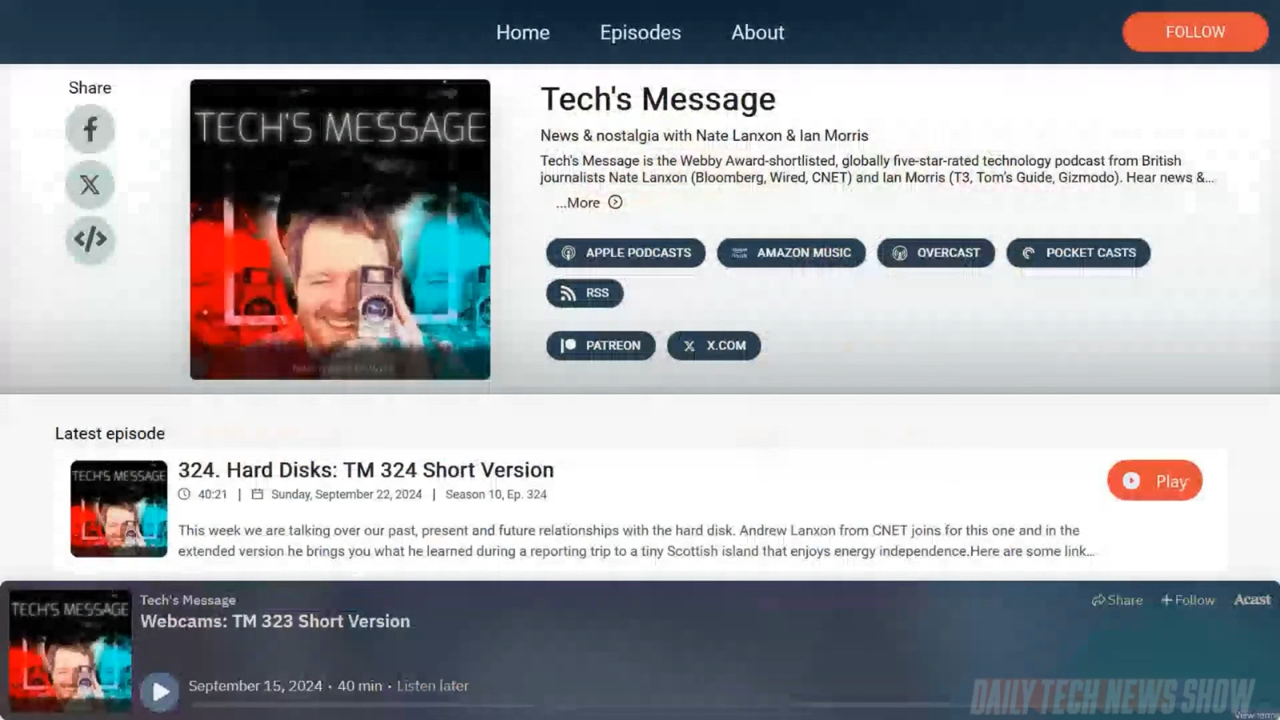 Home Episodes About FOLLOW
Share
TECH'S MESSAGE
Tech's Message
News & nostalgia with Nate Lanxon & Ian Morris
Tech's Message is the Webby Award-shortlisted, globally five-star-rated technology podcast from British
journalists Nate Lanxon (Bloomberg, Wired, CNET) and Ian Morris (T3, Tom's Guide, Gizmodo). Hear news &...
...More
APPLE PODCASTS AMAZON MUSIC OVERCAST POCKET CASTS
RSS
PATREON X.COM
Latest episode
TECH'S MESSAGE
324. Hard Disks: TM 324 Short Version
40:21 | Sunday, September 22, 2024 | Season 10, Ep. 324
Play
This week we are talking over our past, present and future relationships with the hard disk. Andrew Lanxon from CNET joins for this one and in the
extended version he brings you what he learned during a reporting trip to a tiny Scottish island that enjoys energy independence.Here are some link...
TECH'S MESSAGE
Tech's Message
Share Follow Acast
Webcams: TM 323 Short Version
September 15, 2024 • 40 min • Listen later
DAILY TECH NEWS SHOW